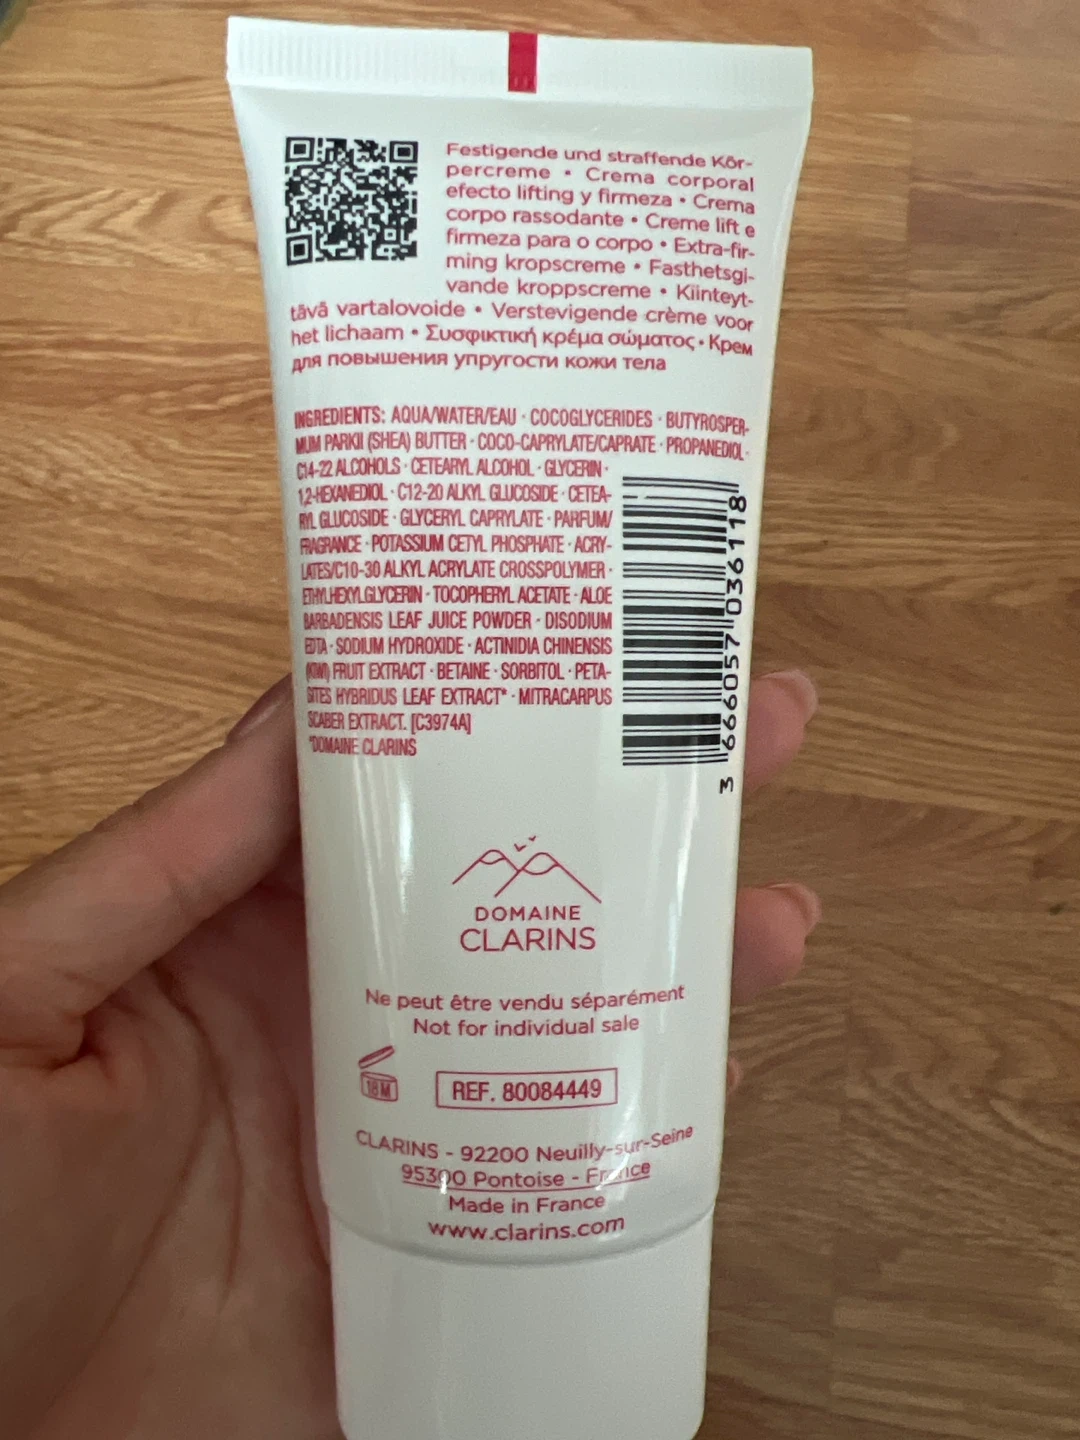 Festigende und straffende Kör-
percreme • Crema corporal
efecto lifting y firmeza • Crema
corpo rassodante • Creme lift e
firmeza para o corpo • Extra-fir-
ming kropscreme • Fasthetsgi-
vande kroppscreme • Kiinteyt-
tävä vartalovoide • Verstevigende crème voor
het lichaam • Συσφικτική κρέμα σώματος • Крем
для повышения упругости кожи тела
INGREDIENTS: AQUA/WATER/EAU · COCOGLYCERIDES · BUTYROSPER-
MUM PARKII (SHEA) BUTTER · COCO-CAPRYLATE/CAPRATE · PROPANEDIOL ·
C14-22 ALCOHOLS · CETEARYL ALCOHOL · GLYCERIN ·
1,2-HEXANEDIOL · C12-20 ALKYL GLUCOSIDE · CETEA-
RYL GLUCOSIDE · GLYCERYL CAPRYLATE · PARFUM/
FRAGRANCE · POTASSIUM CETYL PHOSPHATE · ACRY-
LATES/C10-30 ALKYL ACRYLATE CROSSPOLYMER ·
ETHYLHEXYLGLYCERIN · TOCOPHERYL ACETATE · ALOE
BARBADENSIS LEAF JUICE POWDER · DISODIUM
EDTA · SODIUM HYDROXIDE · ACTINIDIA CHINENSIS
(KIWI) FRUIT EXTRACT · BETAINE · SORBITOL · PETA-
SITES HYBRIDUS LEAF EXTRACT* · MITRACARPUS
SCABER EXTRACT. [C3974A]
*DOMAINE CLARINS
3 666057 036118
DOMAINE
CLARINS
Ne peut être vendu séparément
Not for individual sale
18M
REF. 80084449
CLARINS - 92200 Neuilly-sur-Seine
95300 Pontoise - France
Made in France
www.clarins.com